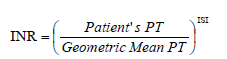 INR = (Patient's PT / Geometric Mean PT)^ISI